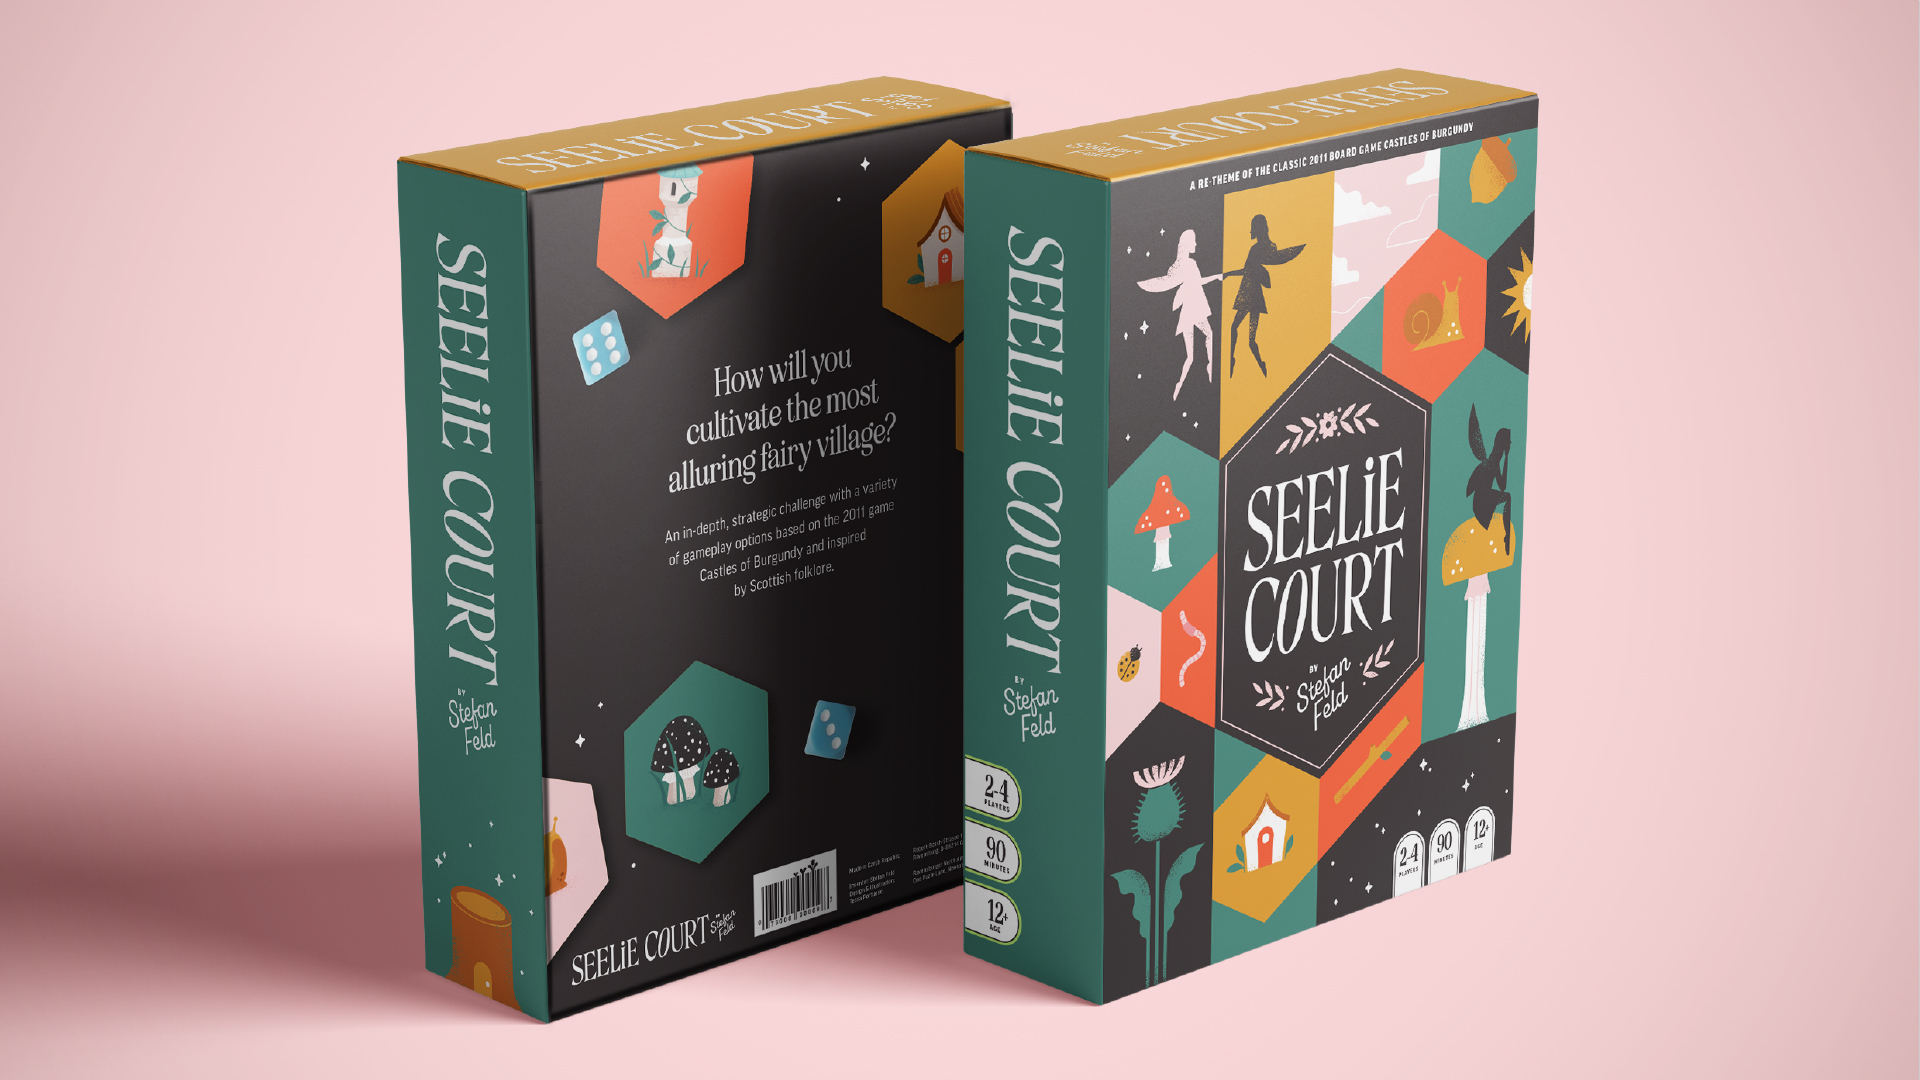 SEELiE COURT
SEELiE COURT
BY
Stefan
Feld
How will you
cultivate the most
alluring fairy village?
An in-depth, strategic challenge with a variety
of gameplay options based on the 2011 game
Castles of Burgundy and inspired
by Scottish folklore.
SEELiE COURT
BY
Stefan
Feld
SEELiE COURT
BY
Stefan
Feld
SEELiE COURT
BY
Stefan
Feld
2-4
PLAYERS
90
MINUTES
12+
AGE
A RE-THEME OF THE CLASSIC 2011 BOARD GAME CASTLES OF BURGUNDY
SEELiE
COURT
BY
Stefan
Feld
2-4
PLAYERS
90
MINUTES
12+
AGE